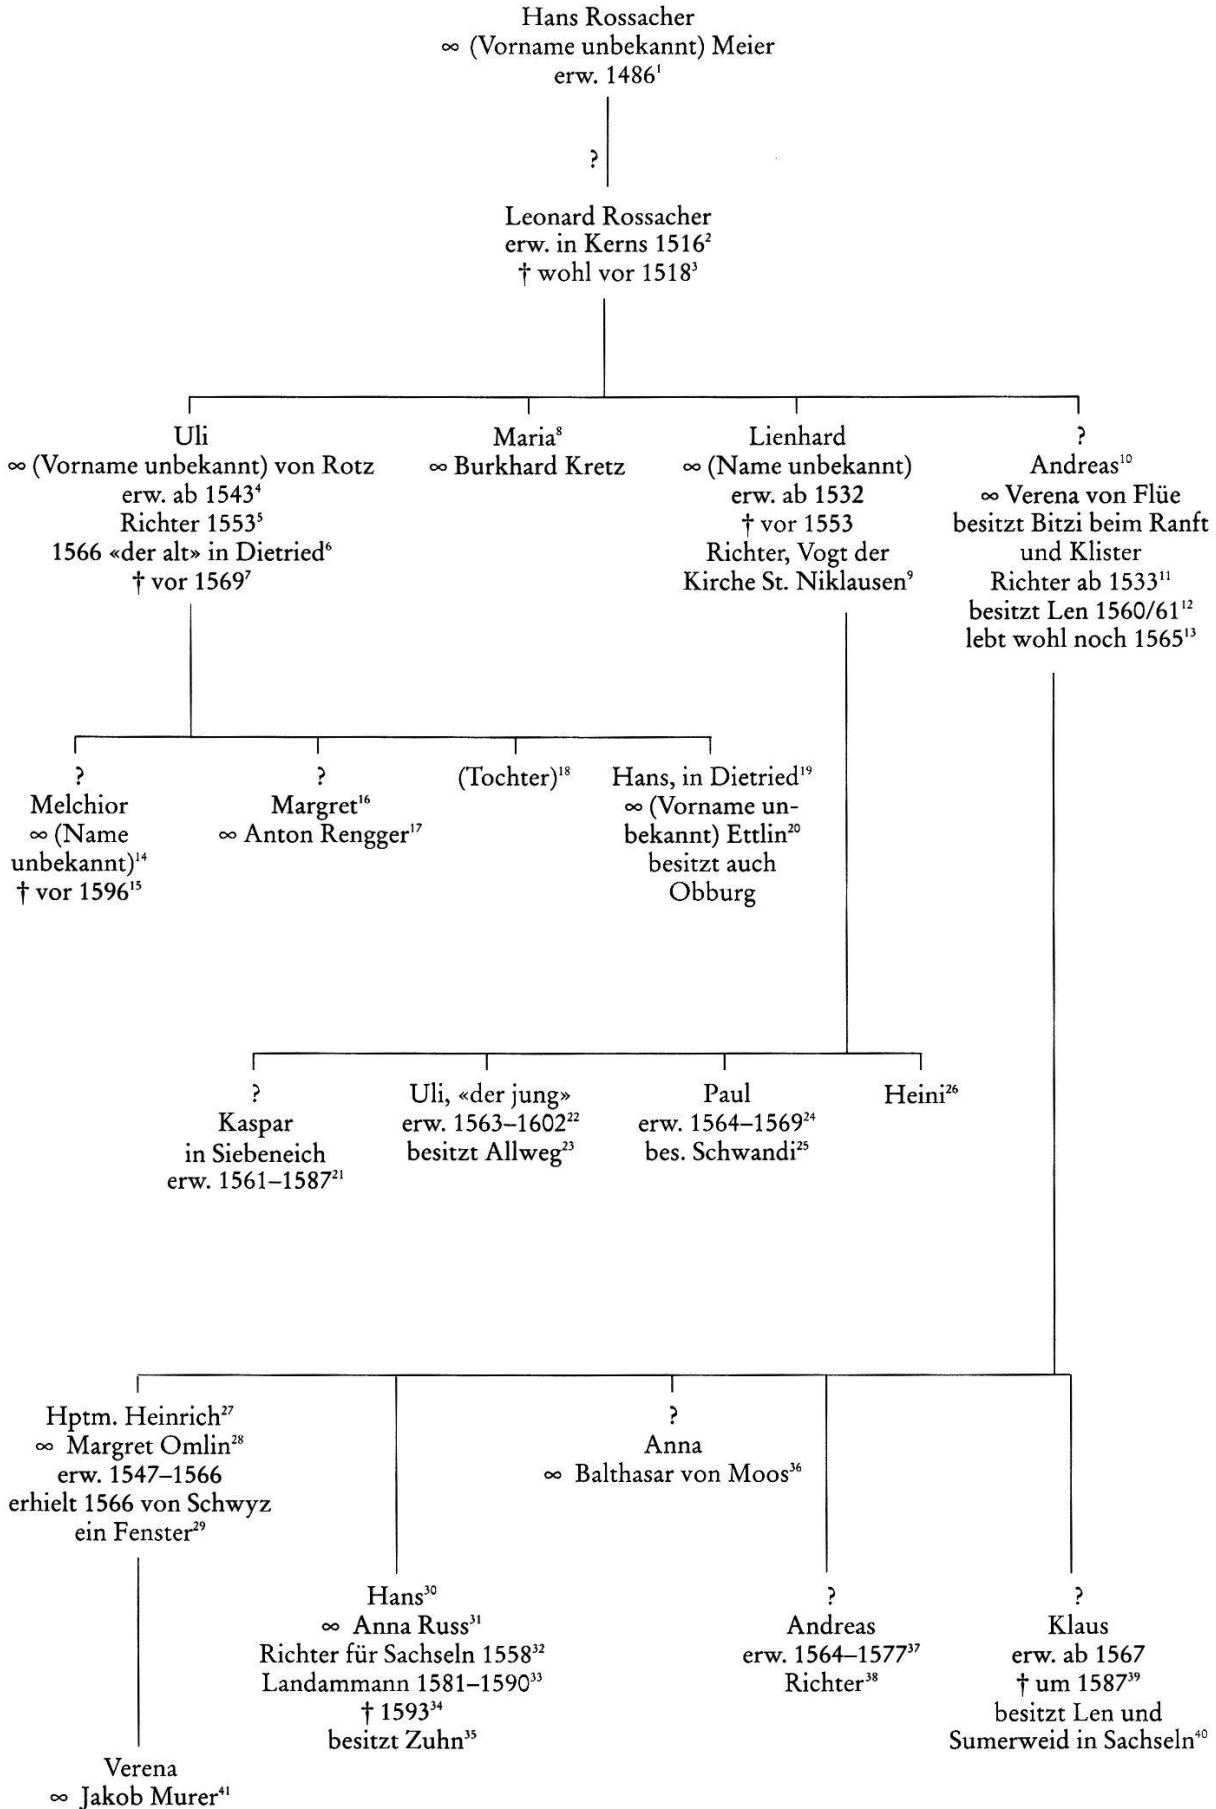 Hans Rossacher
∞ (Vorname unbekannt) Meier
erw. 1486¹
?
Leonard Rossacher
erw. in Kerns 1516²
† wohl vor 1518³
Uli
∞ (Vorname unbekannt) von Rotz
erw. ab 1543⁴
Richter 1553⁵
1566 «der alt» in Dietried⁶
† vor 1569⁷
Maria⁸
∞ Burkhard Kretz
Lienhard
∞ (Name unbekannt)
erw. ab 1532
† vor 1553
Richter, Vogt der
Kirche St. Niklausen⁹
?
Andreas¹⁰
∞ Verena von Flüe
besitzt Bitzi beim Ranft
und Klister
Richter ab 1533¹¹
besitzt Len 1560/61¹²
lebt wohl noch 1565¹³
?
Melchior
∞ (Name
unbekannt)¹⁴
† vor 1596¹⁵
?
Margret¹⁶
∞ Anton Rengger¹⁷
(Tochter)¹⁸
Hans, in Dietried¹⁹
∞ (Vorname un-
bekannt) Ettlin²⁰
besitzt auch
Obburg
?
Kaspar
in Siebeneich
erw. 1561–1587²¹
Uli, «der jung»
erw. 1563–1602²²
besitzt Allweg²³
Paul
erw. 1564–1569²⁴
bes. Schwandi²⁵
Heini²⁶
Hptm. Heinrich²⁷
∞ Margret Omlin²⁸
erw. 1547–1566
erhielt 1566 von Schwyz
ein Fenster²⁹
?
Anna
∞ Balthasar von Moos³⁶
Hans³⁰
∞ Anna Russ³¹
Richter für Sachseln 1558³²
Landammann 1581–1590³³
† 1593³⁴
besitzt Zuhn³⁵
?
Andreas
erw. 1564–1577³⁷
Richter³⁸
?
Klaus
erw. ab 1567
† um 1587³⁹
besitzt Len und
Sumerweid in Sachseln⁴⁰
Verena
∞ Jakob Murer⁴¹